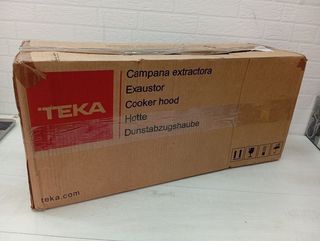 TEKA
Campana extractora
Exaustor
Cooker hood
Hotte
Dunstabzugshaube
teka.com